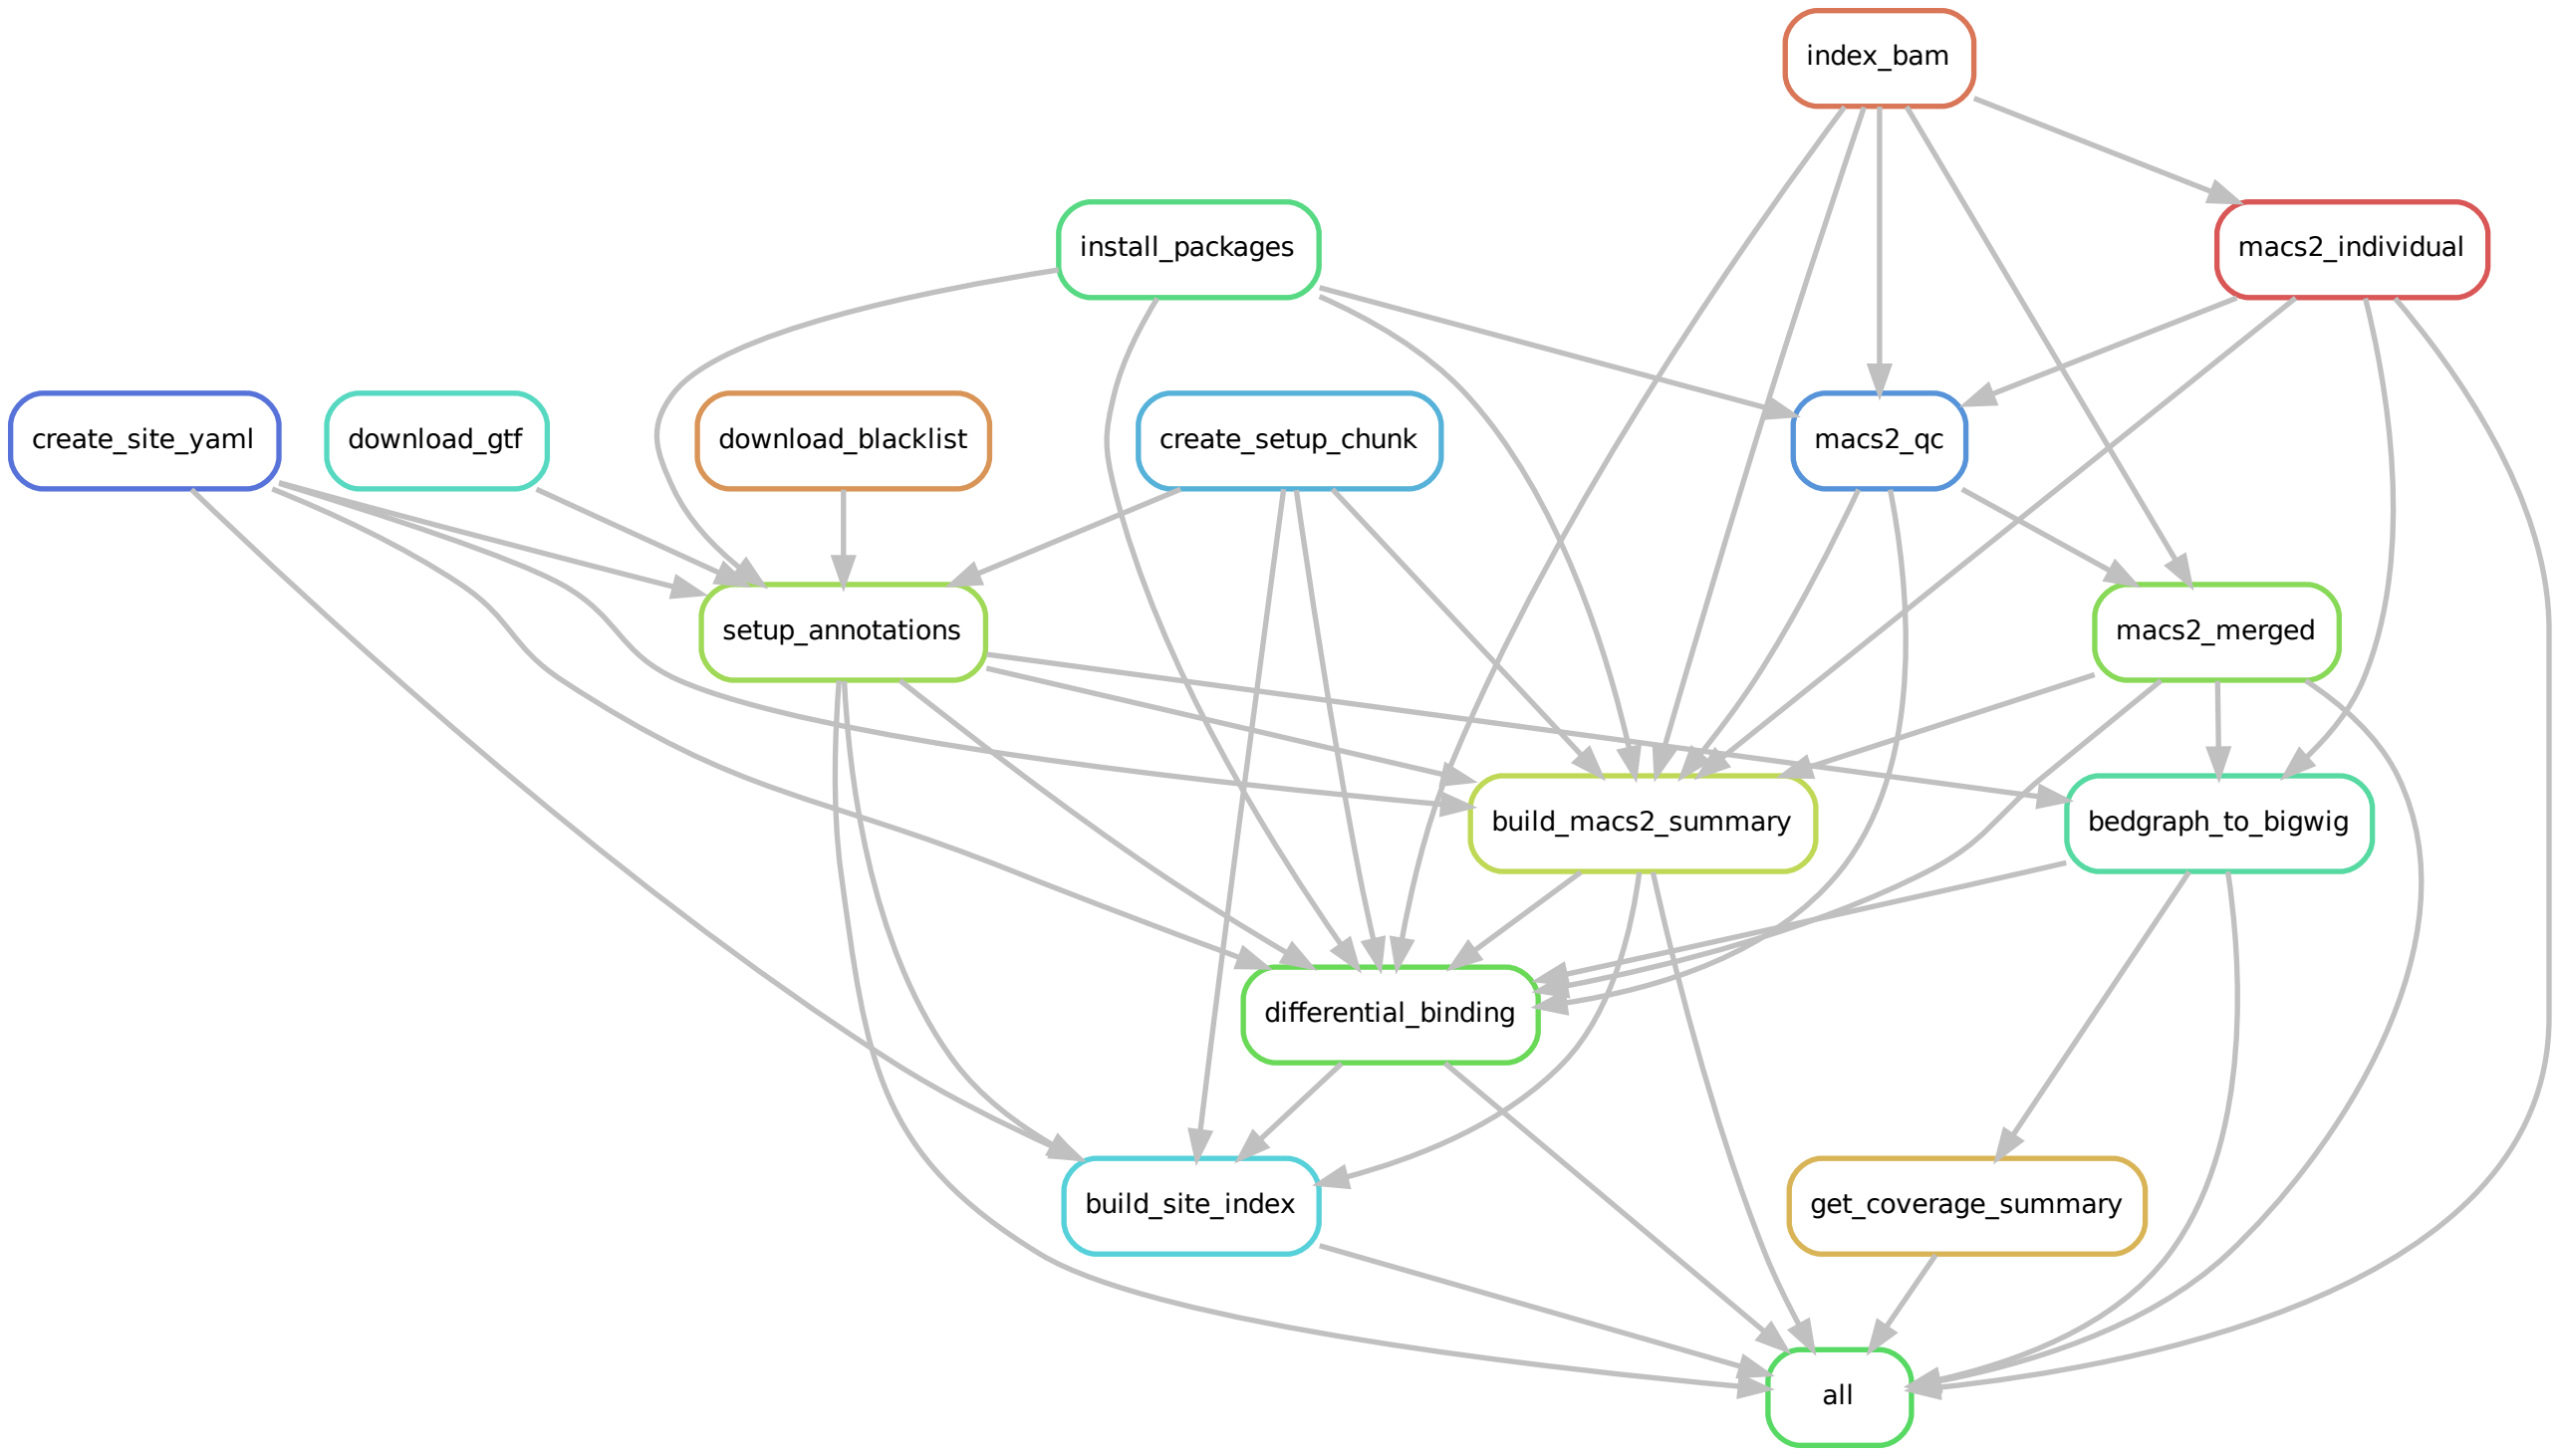 index_bam
install_packages
macs2_individual
create_site_yaml
download_gtf
download_blacklist
create_setup_chunk
macs2_qc
setup_annotations
macs2_merged
build_macs2_summary
bedgraph_to_bigwig
differential_binding
build_site_index
get_coverage_summary
all